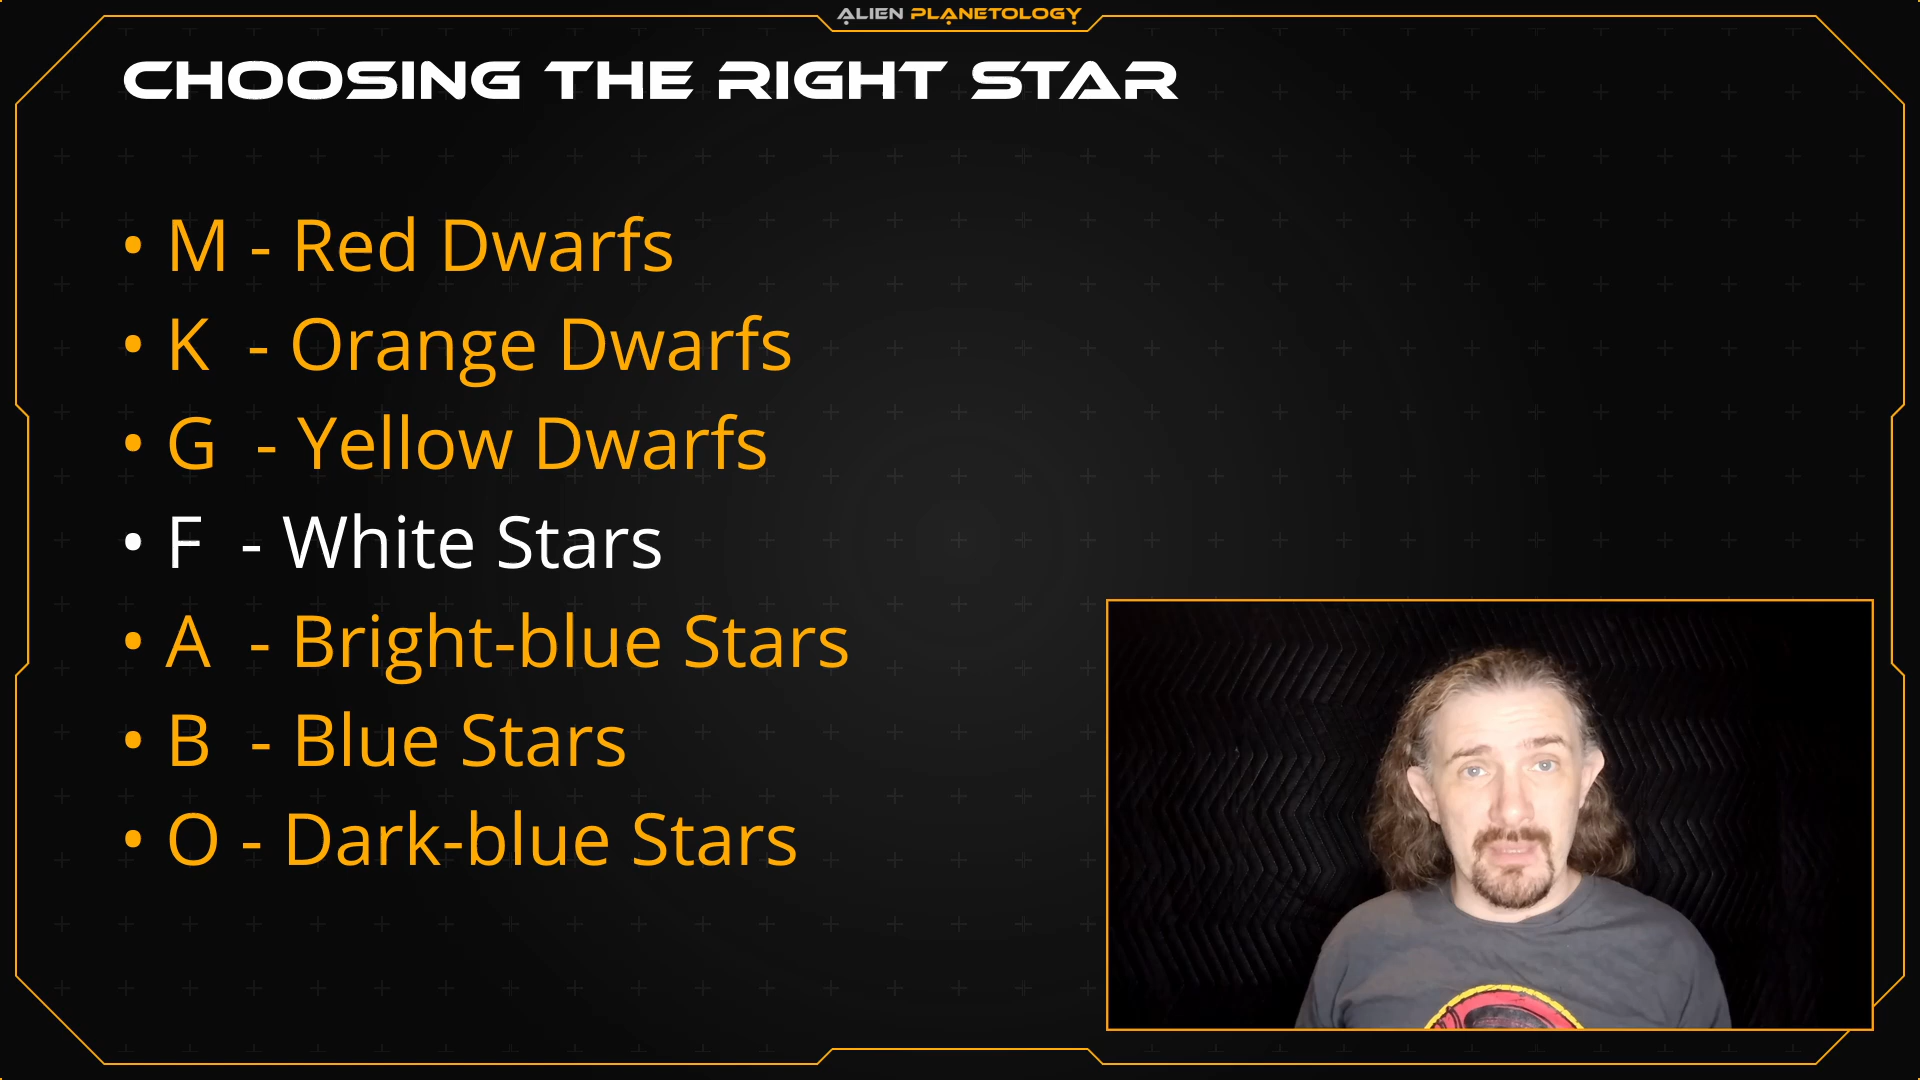 ALIEN PLANETOLOGY
CHOOSING THE RIGHT STAR
• M - Red Dwarfs
• K - Orange Dwarfs
• G - Yellow Dwarfs
• F - White Stars
• A - Bright-blue Stars
• B - Blue Stars
• O - Dark-blue Stars